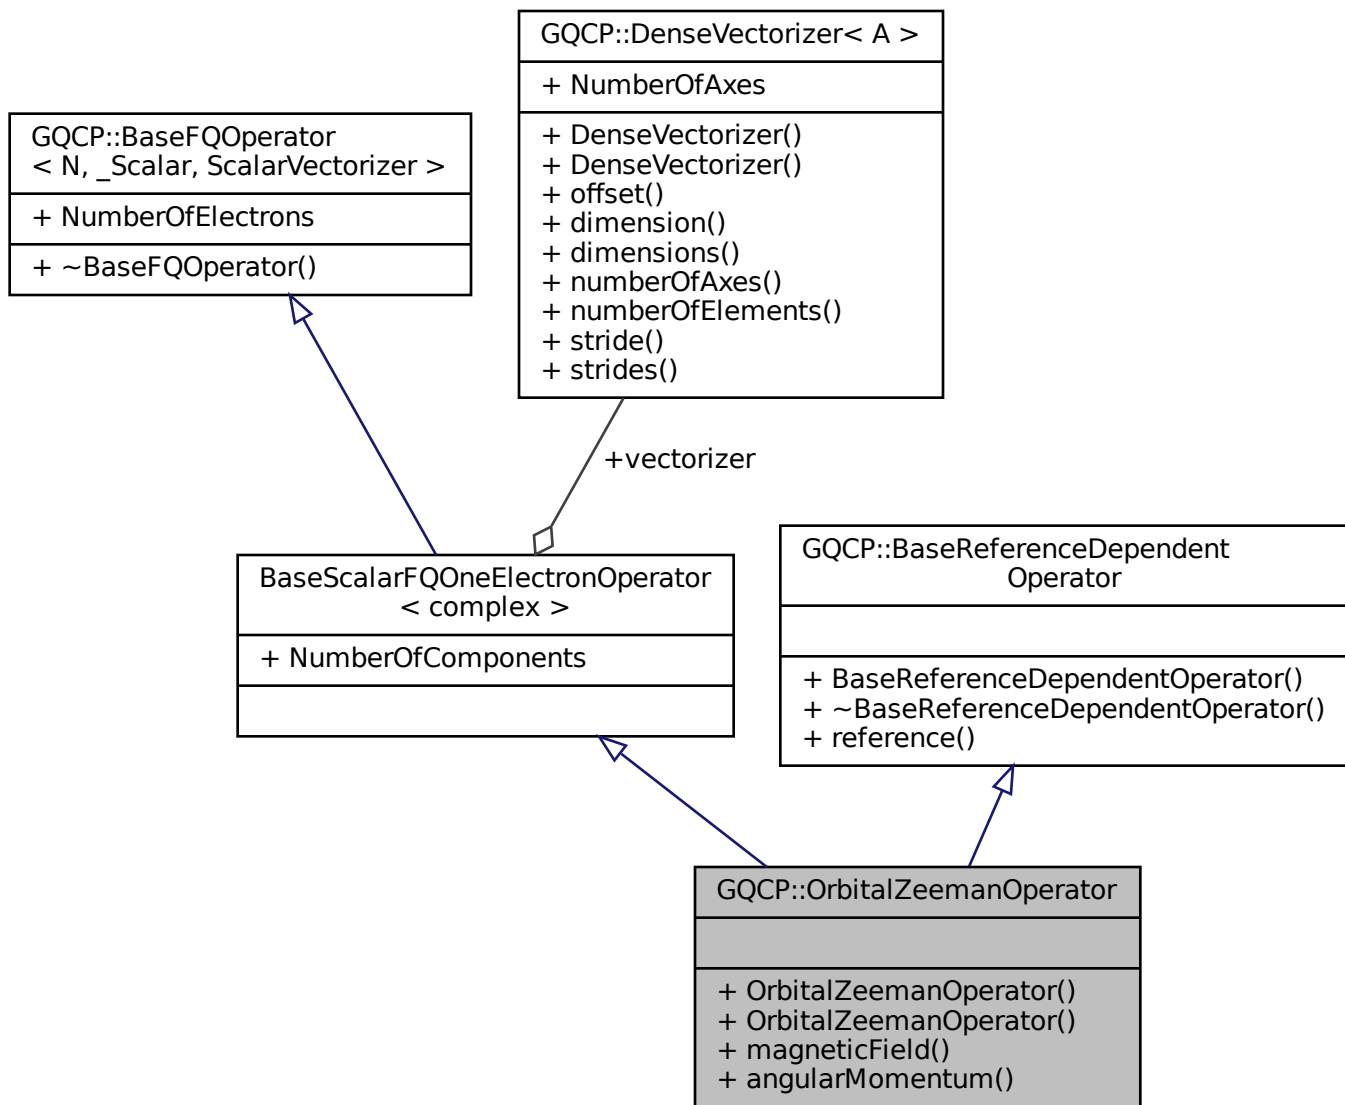 GQCP::DenseVectorizer< A >
+ NumberOfAxes
+ DenseVectorizer()
+ DenseVectorizer()
+ offset()
+ dimension()
+ dimensions()
+ numberOfAxes()
+ numberOfElements()
+ stride()
+ strides()
GQCP::BaseFQOperator
< N, _Scalar, ScalarVectorizer >
+ NumberOfElectrons
+ ~BaseFQOperator()
+vectorizer
BaseScalarFQOneElectronOperator
< complex >
+ NumberOfComponents
GQCP::BaseReferenceDependent
Operator
+ BaseReferenceDependentOperator()
+ ~BaseReferenceDependentOperator()
+ reference()
GQCP::OrbitalZeemanOperator
+ OrbitalZeemanOperator()
+ OrbitalZeemanOperator()
+ magneticField()
+ angularMomentum()